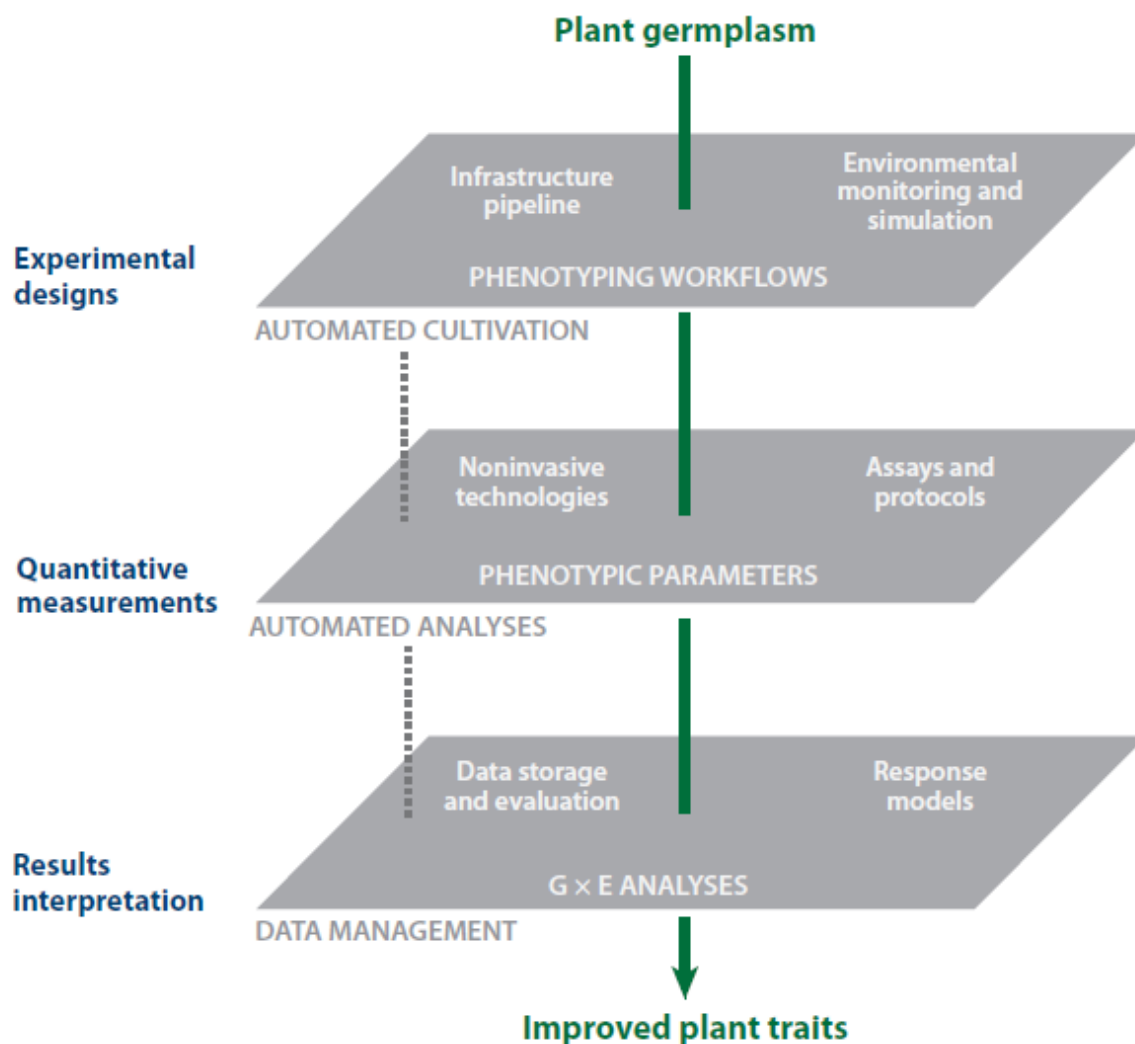 Plant germplasm
Infrastructure
pipeline
Environmental
monitoring and
simulation
Experimental
designs
PHENOTYPING WORKFLOWS
AUTOMATED CULTIVATION
Noninvasive
technologies
Assays and
protocols
Quantitative
measurements
PHENOTYPIC PARAMETERS
AUTOMATED ANALYSES
Data storage
and evaluation
Response
models
Results
interpretation
G × E ANALYSES
DATA MANAGEMENT
Improved plant traits